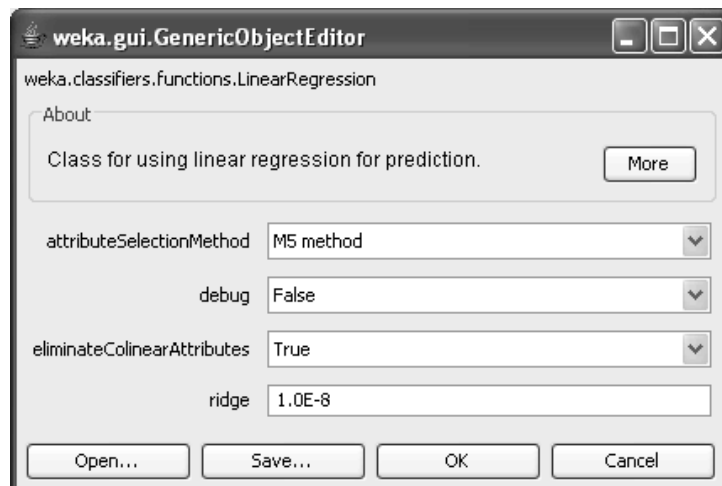 weka.gui.GenericObjectEditor
weka.classifiers.functions.LinearRegression
About
Class for using linear regression for prediction.
More
attributeSelectionMethod M5 method
debug False
eliminateColinearAttributes True
ridge 1.0E-8
Open... Save... OK Cancel